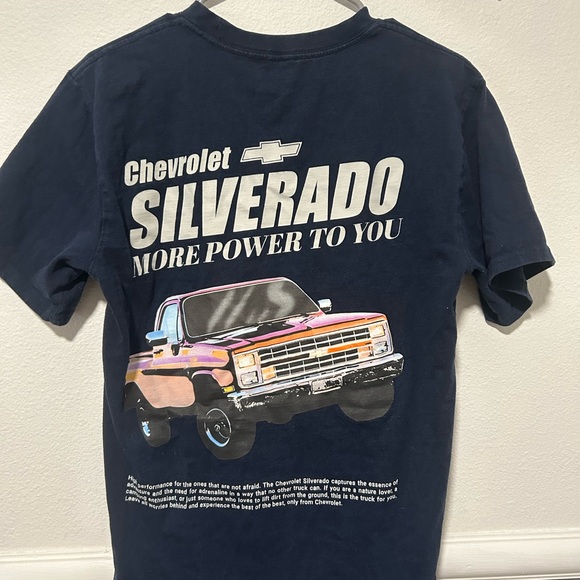 Chevrolet
SILVERADO
MORE POWER TO YOU
High performance for the ones that are not afraid. The Chevrolet Silverado captures the essence of
and the need for adrenaline in a way that no other truck can. If you are a nature lover, a
camping enthusiast, or just someone who loves to lift dirt from the ground, this is the truck for you.
Leave worries behind and experience the best of the best, only from Chevrolet.